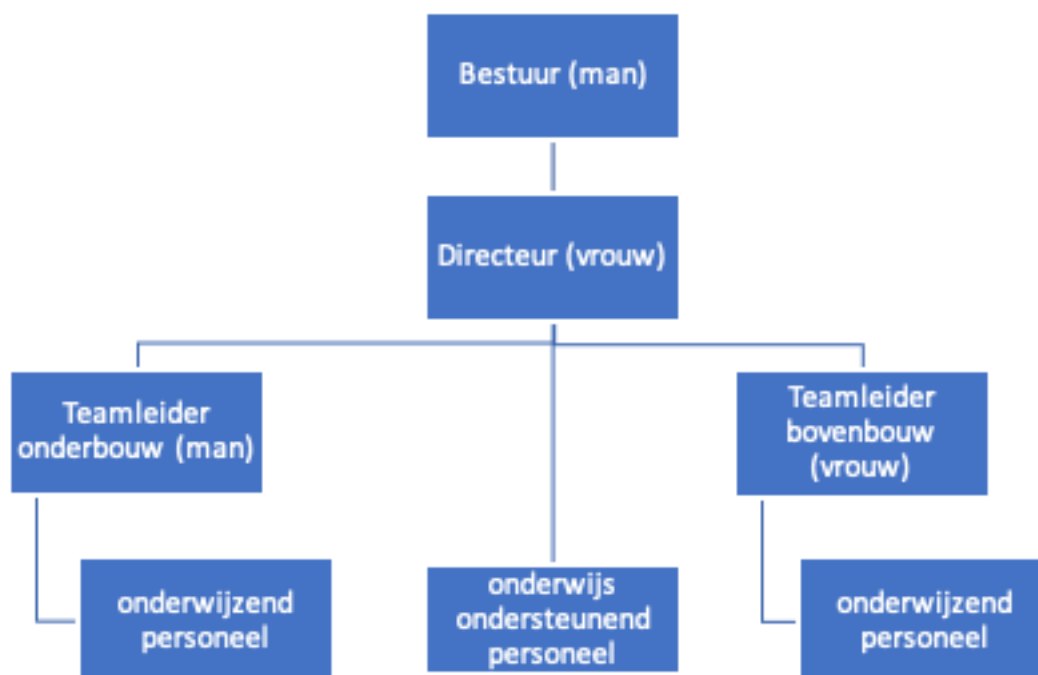 Bestuur (man)
Directeur (vrouw)
Teamleider
onderbouw (man)
Teamleider
bovenbouw
(vrouw)
onderwijzend
personeel
onderwijs
ondersteunend
personeel
onderwijzend
personeel